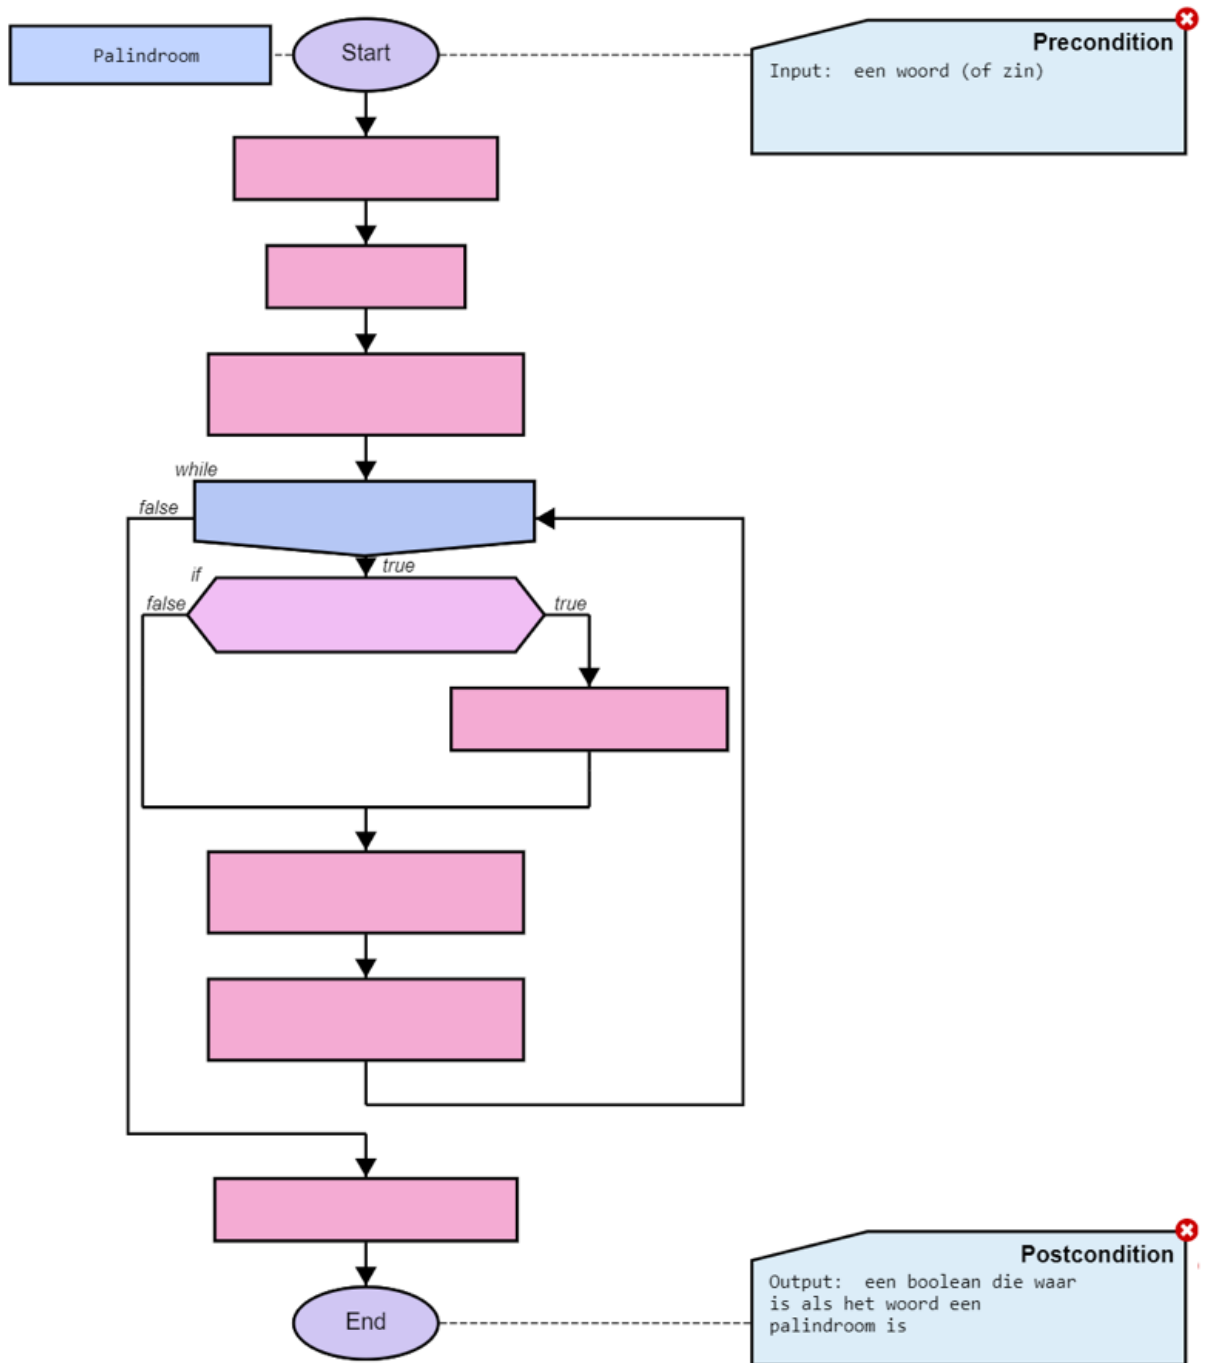 Palindroom
Start
Precondition
Input:  een woord (of zin)
while
false
true
if
false
true
Postcondition
Output:  een boolean die waar
is als het woord een
palindroom is
End